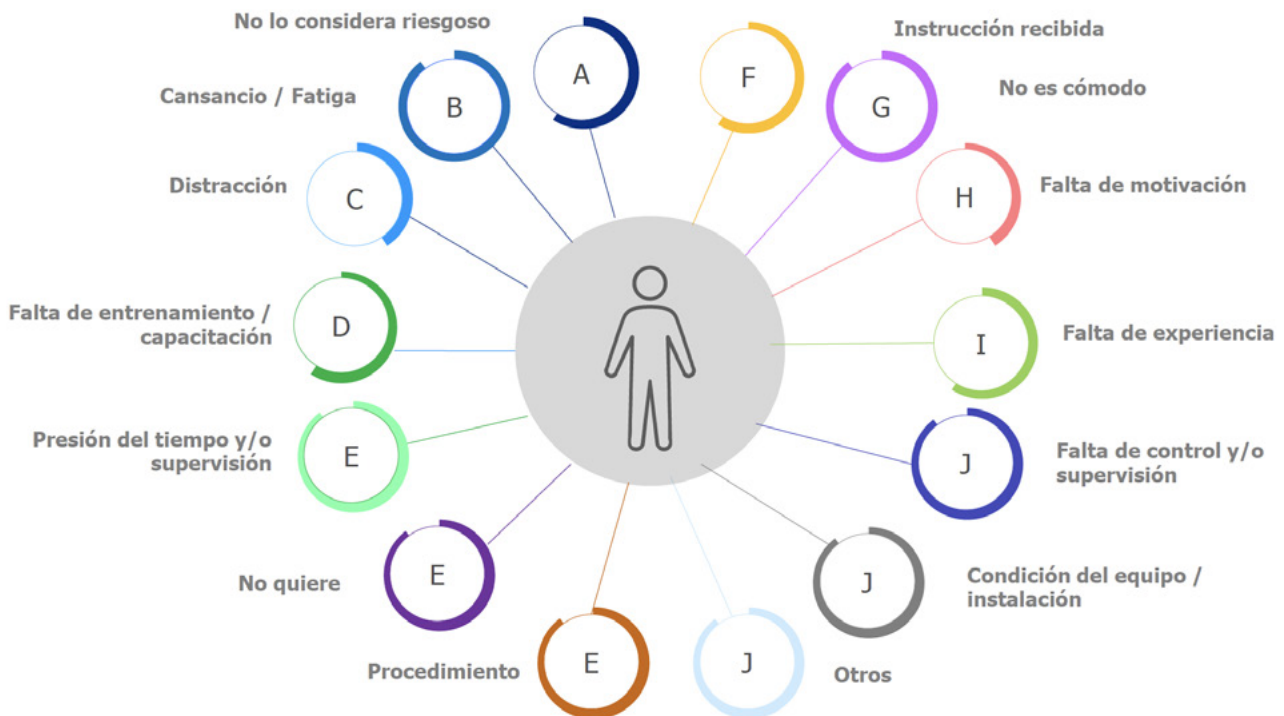 No lo considera riesgoso
A
F
Instrucción recibida
Cansancio / Fatiga
B
G
No es cómodo
Distracción
C
H
Falta de motivación
Falta de entrenamiento /
capacitación
D
I
Falta de experiencia
Presión del tiempo y/o
supervisión
E
J
Falta de control y/o
supervisión
No quiere
E
J
Condición del equipo /
instalación
Procedimiento
E
J
Otros